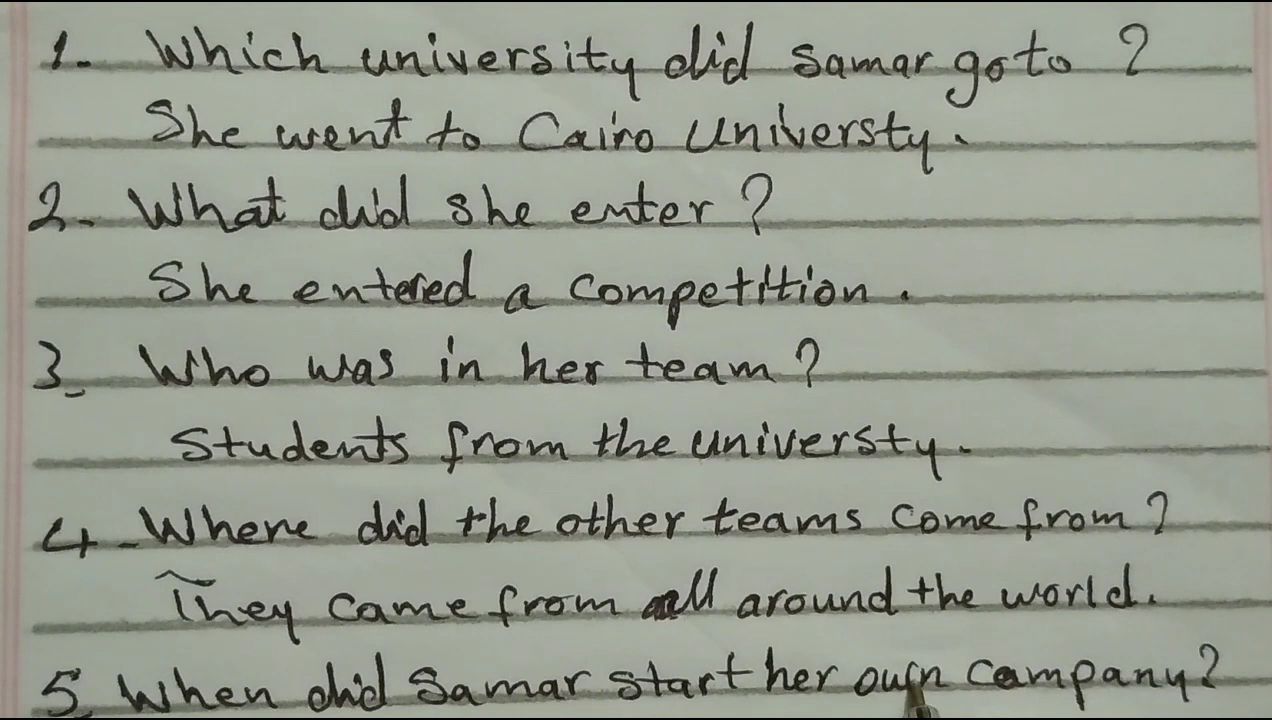 1. Which university did Samar go to ?
She went to Cairo Universty.
2. What did she enter ?
She entered a competition.
3. Who was in her team ?
Students from the universty.
4. Where did the other teams come from ?
They came from all around the world.
5. When did Samar start her own campany ?